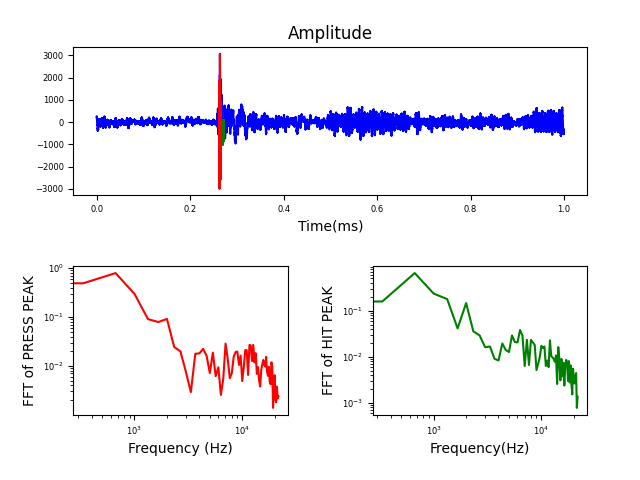 Amplitude
3000
2000
1000
0
−1000
−2000
−3000
0.0 0.2 0.4 0.6 0.8 1.0
Time(ms)
FFT of PRESS PEAK
10⁰
10⁻¹
10⁻²
10³ 10⁴
Frequency (Hz)
FFT of HIT PEAK
10⁻¹
10⁻²
10⁻³
10³ 10⁴
Frequency(Hz)